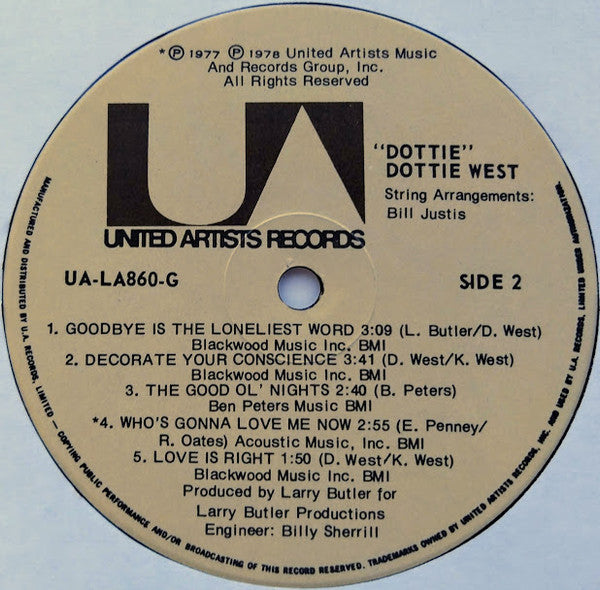 * ℗ 1977 ℗ 1978 United Artists Music
And Records Group, Inc.
All Rights Reserved
UA
UNITED ARTISTS RECORDS
"DOTTIE"
DOTTIE WEST
String Arrangements:
Bill Justis
UA-LA860-G
SIDE 2
1. GOODBYE IS THE LONELIEST WORD 3:09 (L. Butler/D. West)
Blackwood Music Inc. BMI
2. DECORATE YOUR CONSCIENCE 3:41 (D. West/K. West)
Blackwood Music Inc. BMI
3. THE GOOD OL' NIGHTS 2:40 (B. Peters)
Ben Peters Music BMI
*4. WHO'S GONNA LOVE ME NOW 2:55 (E. Penney/
R. Oates) Acoustic Music, Inc. BMI
5. LOVE IS RIGHT 1:50 (D. West/K. West)
Blackwood Music Inc. BMI
Produced by Larry Butler for
Larry Butler Productions
Engineer: Billy Sherrill
MANUFACTURED AND DISTRIBUTED BY U.A. RECORDS, LIMITED — COPYING PUBLIC PERFORMANCE AND/OR BROADCASTING OF THIS RECORD RESERVED. TRADEMARKS OWNED BY UNITED ARTISTS RECORDS, INC. AND USED BY U.A. RECORDS, LIMITED UNDER AUTHORIZATION.